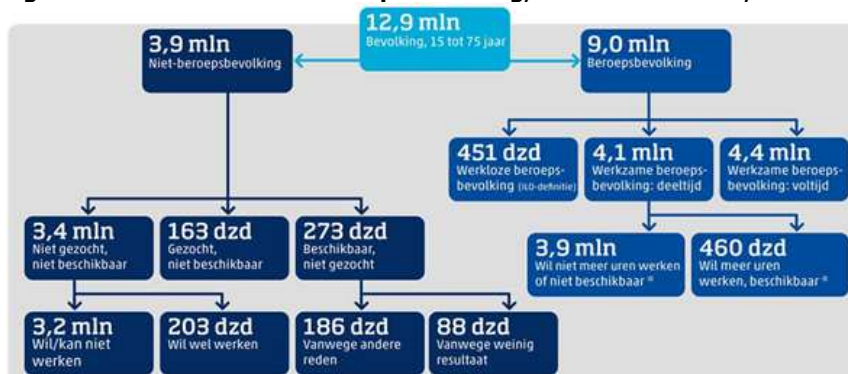 12,9 mln
Bevolking, 15 tot 75 jaar
3,9 mln
Niet-beroepsbevolking
9,0 mln
Beroepsbevolking
451 dzd
Werkloze beroeps-
bevolking (ILO-definitie)
4,1 mln
Werkzame beroeps-
bevolking: deeltijd
4,4 mln
Werkzame beroeps-
bevolking: voltijd
3,4 mln
Niet gezocht,
niet beschikbaar
163 dzd
Gezocht,
niet beschikbaar
273 dzd
Beschikbaar,
niet gezocht
3,9 mln
Wil niet meer uren werken
of niet beschikbaar *
460 dzd
Wil meer uren
werken, beschikbaar *
3,2 mln
Wil/kan niet
werken
203 dzd
Wil wel werken
186 dzd
Vanwege andere
reden
88 dzd
Vanwege weinig
resultaat